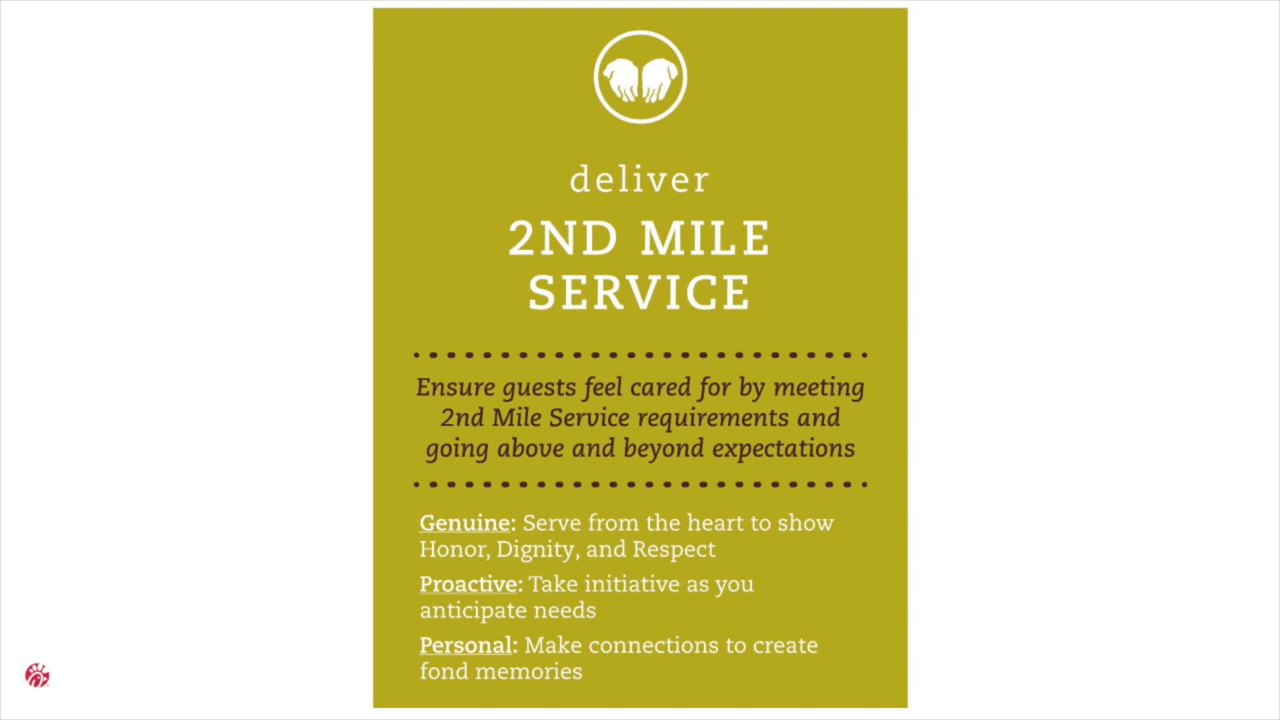 deliver
2ND MILE
SERVICE
Ensure guests feel cared for by meeting
2nd Mile Service requirements and
going above and beyond expectations
Genuine: Serve from the heart to show
Honor, Dignity, and Respect
Proactive: Take initiative as you
anticipate needs
Personal: Make connections to create
fond memories